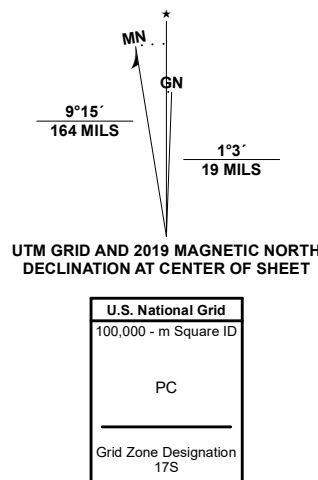 ★
MN
GN
9°15´
164 MILS
1°3´
19 MILS
UTM GRID AND 2019 MAGNETIC NORTH
DECLINATION AT CENTER OF SHEET
U.S. National Grid
100,000 - m Square ID
PC
Grid Zone Designation
17S